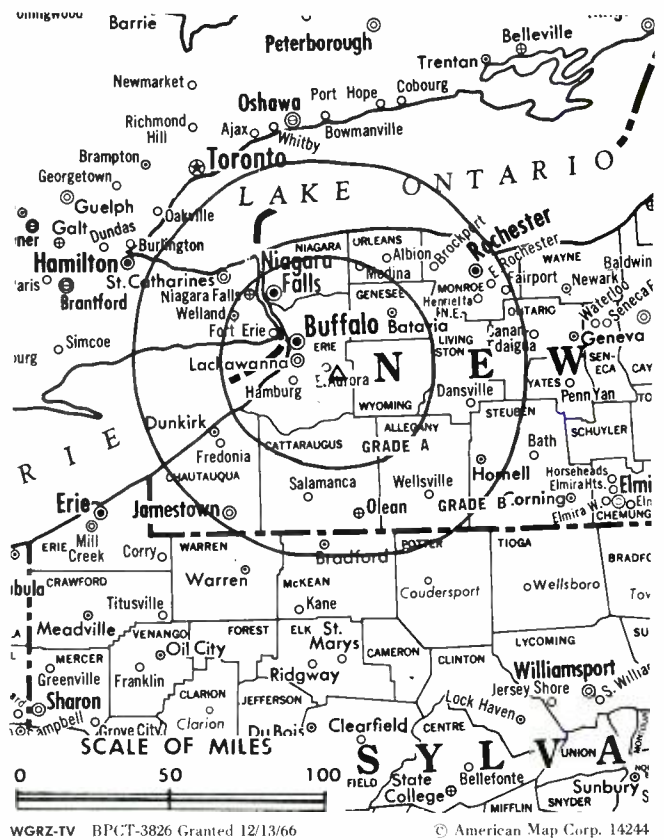 Barrie
Peterborough
Belleville
Trentan
Newmarket
Cobourg
Port Hope
Oshawa
Richmond Hill
Ajax
Whitby
Bowmanville
Brampton
Toronto
Georgetown
LAKE ONTARIO
Guelph
Oakville
Galt
Dundas
Burlington
Hamilton
Brantford
St. Catharines
Niagara Falls
Welland
Fort Erie
Simcoe
NIAGARA
Niagara Falls
ORLEANS
Albion
Medina
Brockport
Rochester
E. Rochester
WAYNE
Baldwin
MONROE
Fairport
Newark
Henrietta
GENESEE
Batavia
ONTARIO
Waterloo
Seneca F
Canandaigua
Geneva
Buffalo
ERIE
Lackawanna
LIVINGSTON
N E W
SENECA
CAY
E. Aurora
Hamburg
WYOMING
Dansville
YATES
Penn Yan
STEUBEN
SCHUYLER
Dunkirk
Fredonia
RIE
CATTARAUGUS
ALLEGANY
GRADE A
Bath
CHAUTAUQUA
Salamanca
Wellsville
Hornell
Horseheads
Elmira Hts.
Elmi
Jamestown
Olean
GRADE B
Corning
Elmira W.
CHEMUNG
Erie
Mill Creek
ERIE
Corry
WARREN
Bradford
POTTER
TIOGA
BRADFO
CRAWFORD
Warren
McKEAN
Coudersport
Wellsboro
Titusville
Kane
Meadville
VENANGO
FOREST
ELK
St. Marys
CAMERON
CLINTON
LYCOMING
SU
MERCER
Greenville
Oil City
Franklin
Ridgway
Williamsport
Jersey Shore
S. Willia
Sharon
CLARION
Clarion
JEFFERSON
Lock Haven
Campbell
Grove City
DuBois
Clearfield
CENTRE
UNION
SCALE OF MILES
S Y L V A
0 50 100
FIELD
State College
Bellefonte
Sunbury
MIFFLIN
SNYDER
WGRZ-TV BPCT-3826 Granted 12/13/66
© American Map Corp. 14244